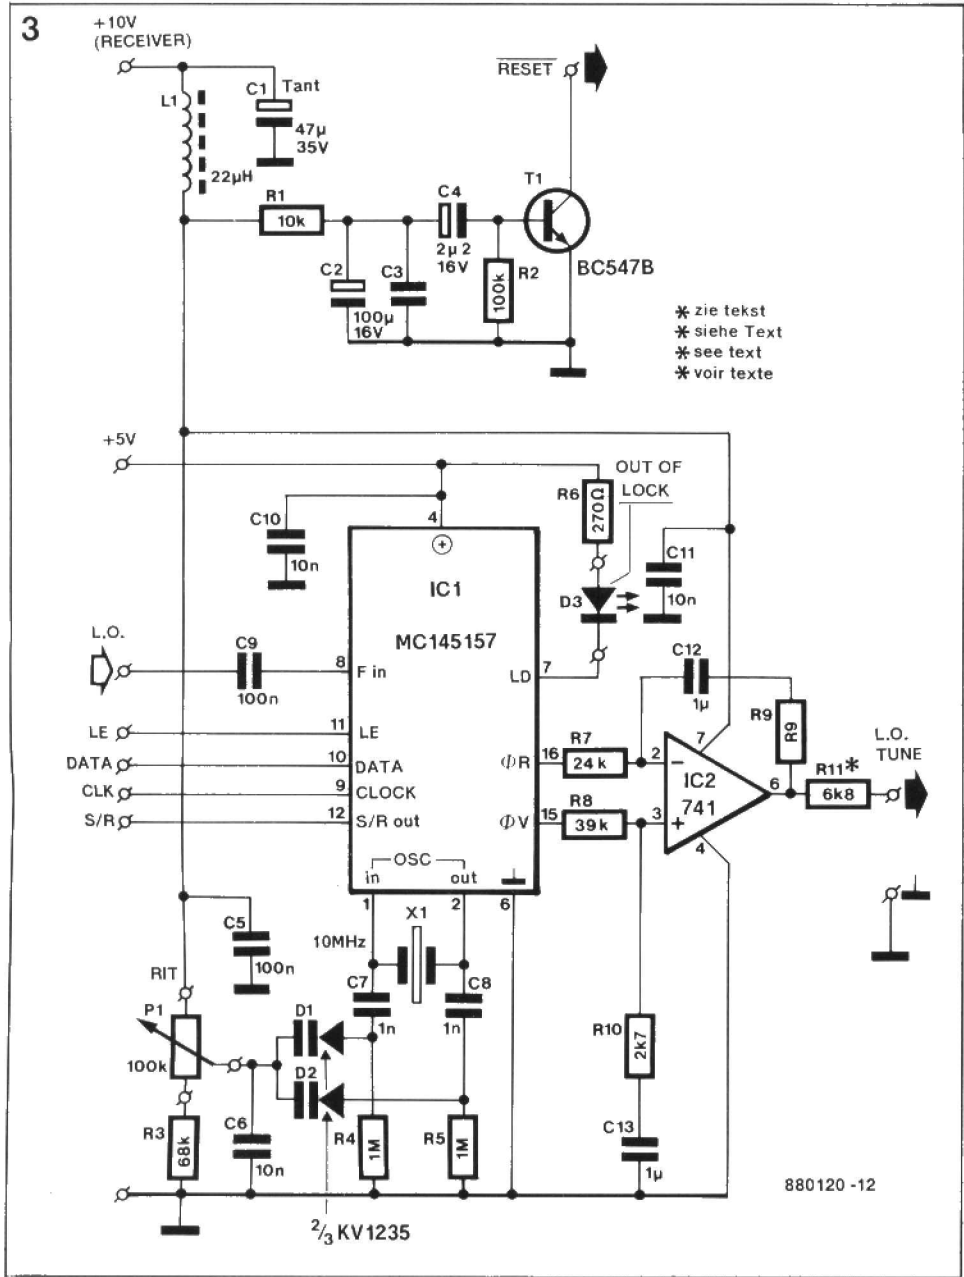 3
+10V
(RECEIVER)
L1
22µH
C1 Tant
47µ
35V
RESET
T1
BC547B
R1
10k
C4
2µ2
16V
C2
100µ
16V
C3
R2
100k
* zie tekst
* siehe Text
* see text
* voir texte
+5V
C10
10n
4
R6
270Ω
OUT OF
LOCK
D3
C11
10n
IC1
MC145157
L.O.
C9
100n
8
F in
7
LD
C12
1µ
R9
R9
LE
11
LE
DATA
10
DATA
CLK
9
CLOCK
S/R
12
S/R out
16
ΦR
R7
24k
15
ΦV
R8
39k
2
−
3
+
7
IC2
741
4
6
R11*
6k8
L.O.
TUNE
OSC
in
out
1
2
6
X1
10MHz
C7
1n
C8
1n
C5
100n
RIT
P1
100k
R3
68k
C6
10n
D1
D2
R4
1M
R5
1M
R10
2k7
C13
1µ
2/3 KV1235
880120 -12